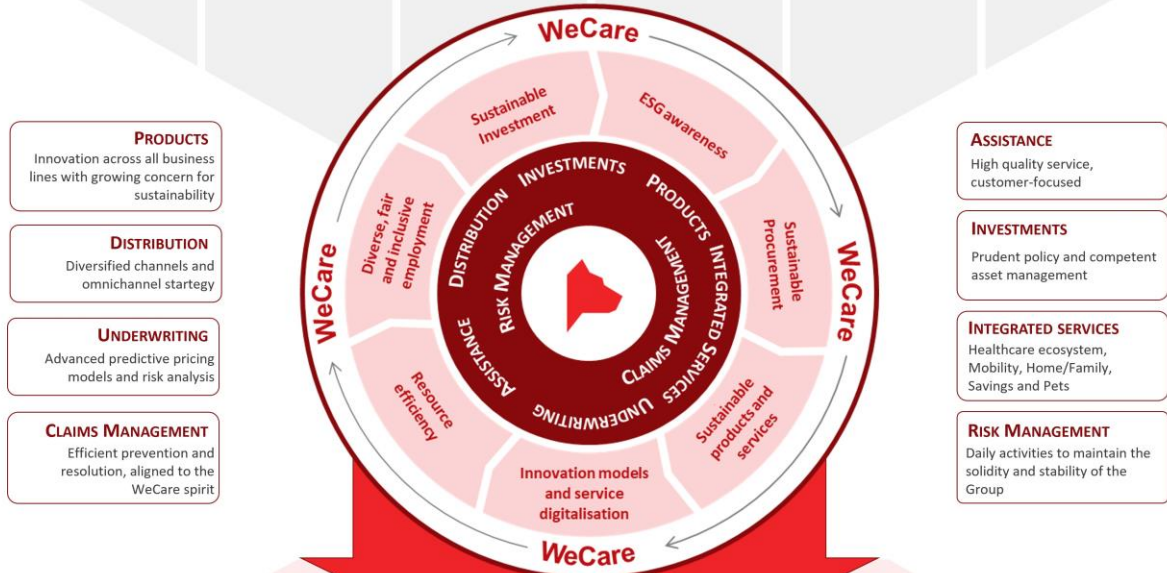 PRODUCTS
Innovation across all business
lines with growing concern for
sustainability
DISTRIBUTION
Diversified channels and
omnichannel startegy
UNDERWRITING
Advanced predictive pricing
models and risk analysis
CLAIMS MANAGEMENT
Efficient prevention and
resolution, aligned to the
WeCare spirit
WeCare
WeCare
WeCare
WeCare
Sustainable
Investment
ESG awareness
Sustainable
Procurement
Sustainable
products and
services
Innovation models
and service
digitalisation
Resource
efficiency
Diverse, fair
and inclusive
employment
INVESTMENTS
PRODUCTS
INTEGRATED SERVICES
UNDERWRITING
ASSISTANCE
DISTRIBUTION
RISK MANAGEMENT
CLAIMS MANAGEMENT
ASSISTANCE
High quality service,
customer-focused
INVESTMENTS
Prudent policy and competent
asset management
INTEGRATED SERVICES
Healthcare ecosystem,
Mobility, Home/Family,
Savings and Pets
RISK MANAGEMENT
Daily activities to maintain the
solidity and stability of the
Group